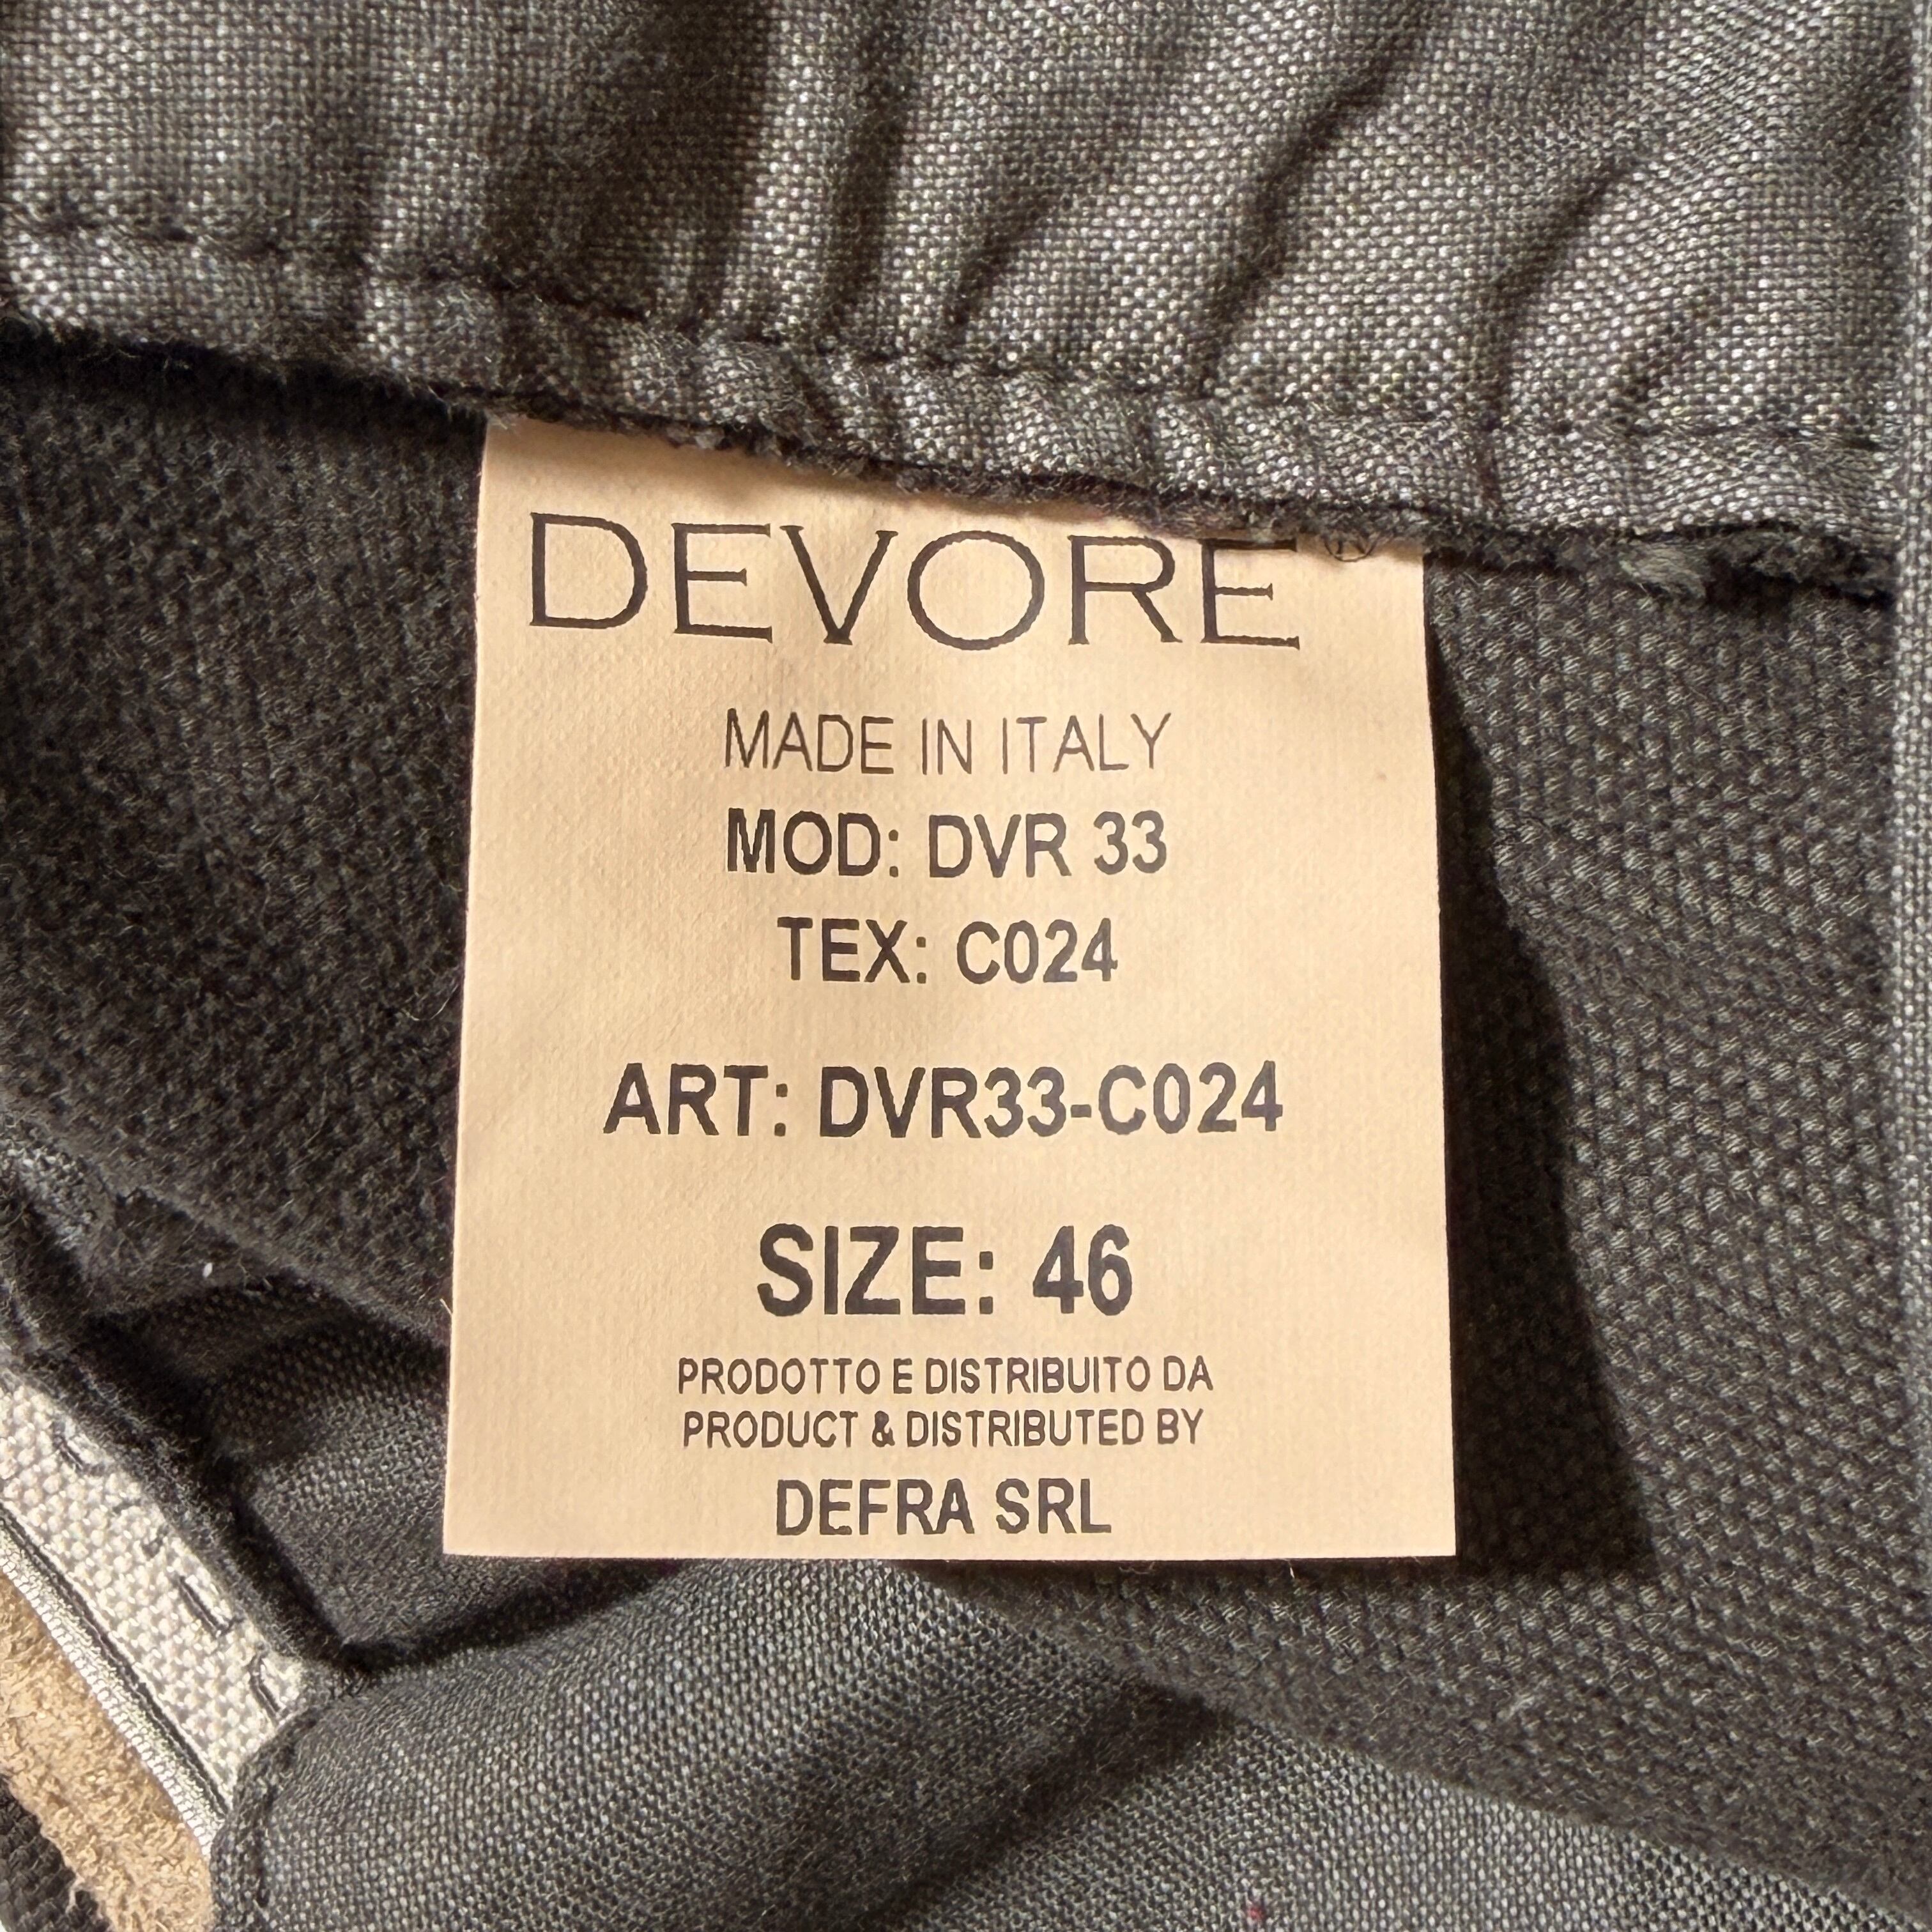 DEVORE®
MADE IN ITALY
MOD: DVR 33
TEX: C024
ART: DVR33-C024
SIZE: 46
PRODOTTO E DISTRIBUITO DA
PRODUCT & DISTRIBUTED BY
DEFRA SRL